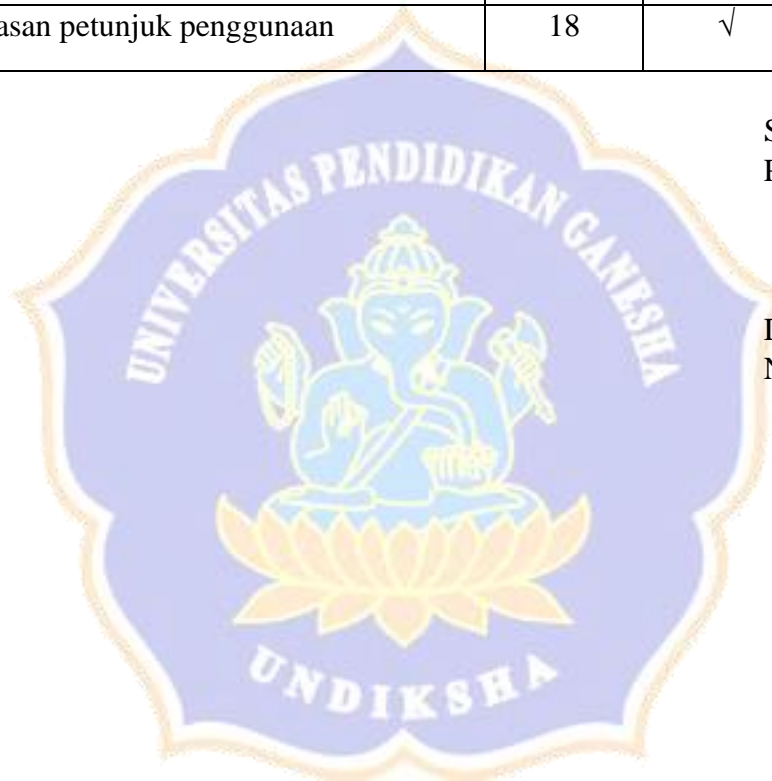 asan petunjuk penggunaan 18 √
UNIVERSITAS PENDIDIKAN GANESHA
UNDIKSHA